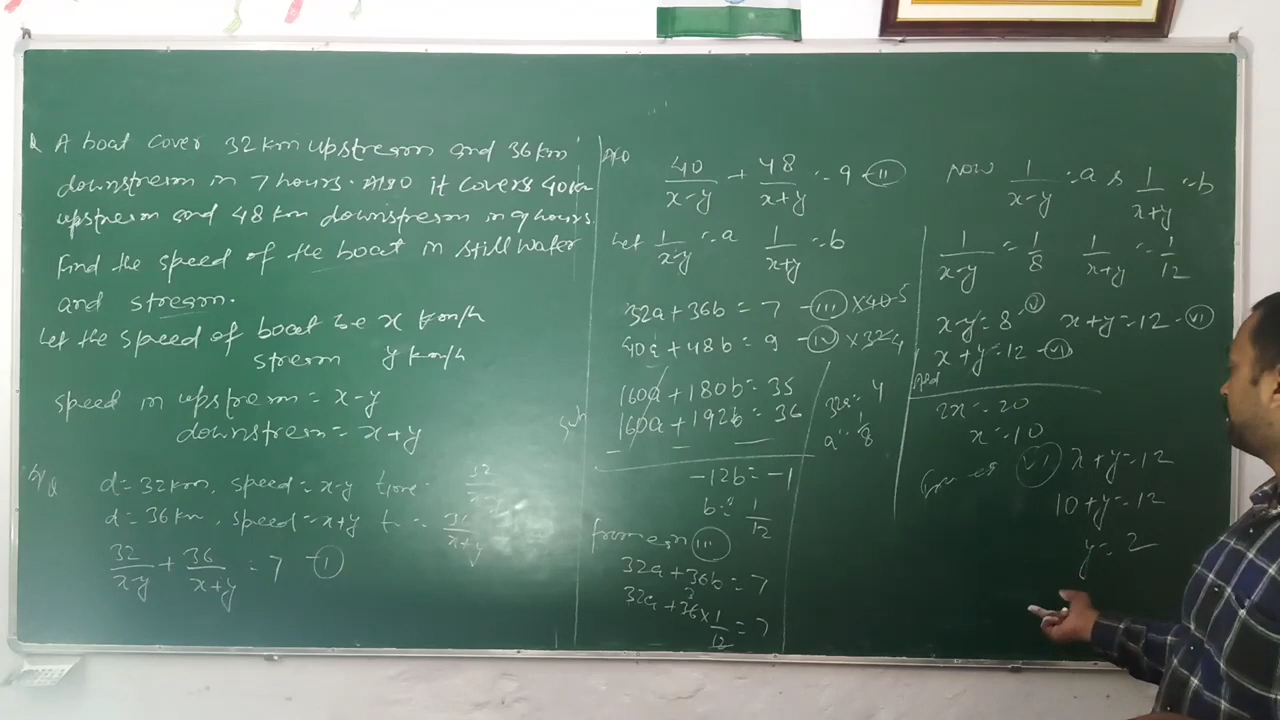 Q A boat cover 32 km upstream and 36 km
downstream in 7 hours. Also it covers 40 km
upstream and 48 km downstream in 9 hours.
Find the speed of the boat in still water
and stream.
Let the speed of boat be x km/h
stream y km/h
speed in upstream = x-y
downstream = x+y
B/Q d = 32 km, speed = x-y time = 32/x-y
d = 36 km, speed = x+y t = 36/x+y
32/x-y + 36/x+y = 7 - (I)
Also 40/x-y + 48/x+y = 9 - (II)
Let 1/x-y = a 1/x+y = b
32a + 36b = 7 - (III) × 40 5
40a + 48b = 9 - (IV) × 32 4
160a + 180b = 35
Sub 160a + 192b = 36
- - -
-12b = -1
b = 1/12
from eqn (III)
32a + 36b = 7
32a + 36 3 × 1/12 = 7
32a = 4
a = 1/8
Now 1/x-y = a & 1/x+y = b
1/x-y = 1/8 1/x+y = 1/12
x-y = 8 - (V) x+y = 12 - (VI)
x+y = 12 - (VI)
Add
2x = 20
x = 10
(VI) x+y = 12
10+y = 12
y = 2